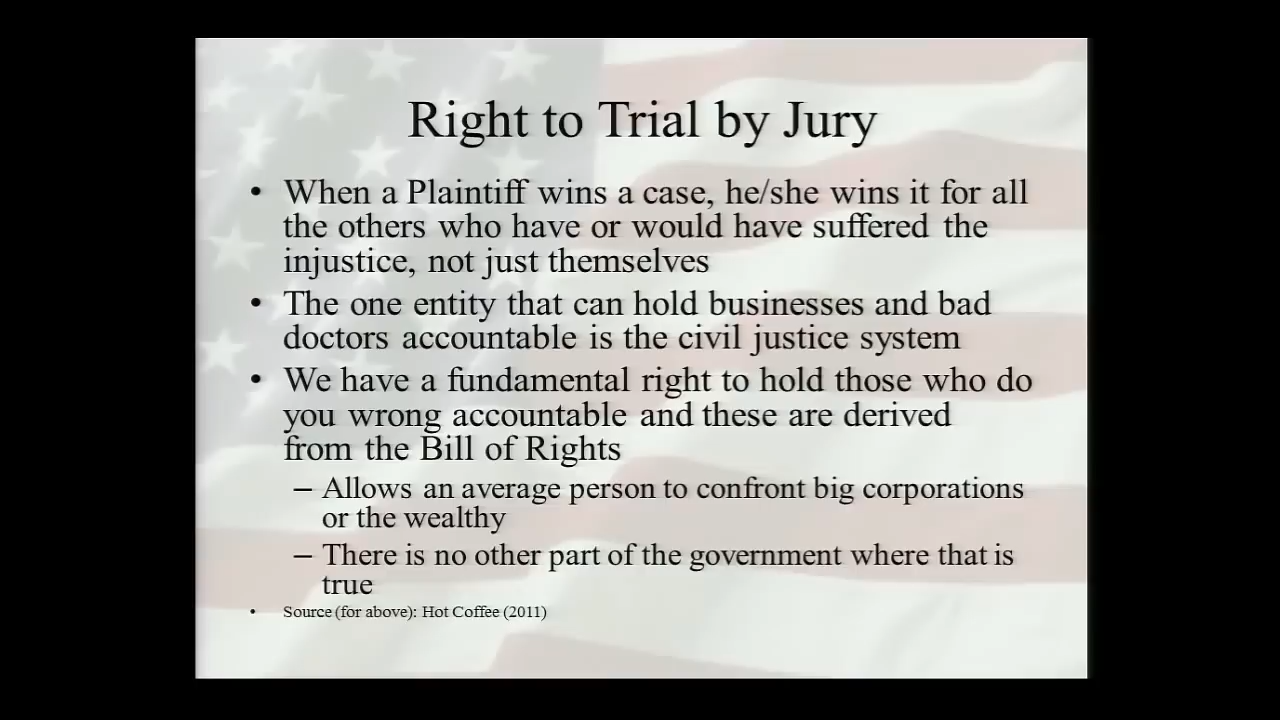 Right to Trial by Jury
• When a Plaintiff wins a case, he/she wins it for all
the others who have or would have suffered the
injustice, not just themselves
• The one entity that can hold businesses and bad
doctors accountable is the civil justice system
• We have a fundamental right to hold those who do
you wrong accountable and these are derived
from the Bill of Rights
– Allows an average person to confront big corporations
or the wealthy
– There is no other part of the government where that is
true
• Source (for above): Hot Coffee (2011)